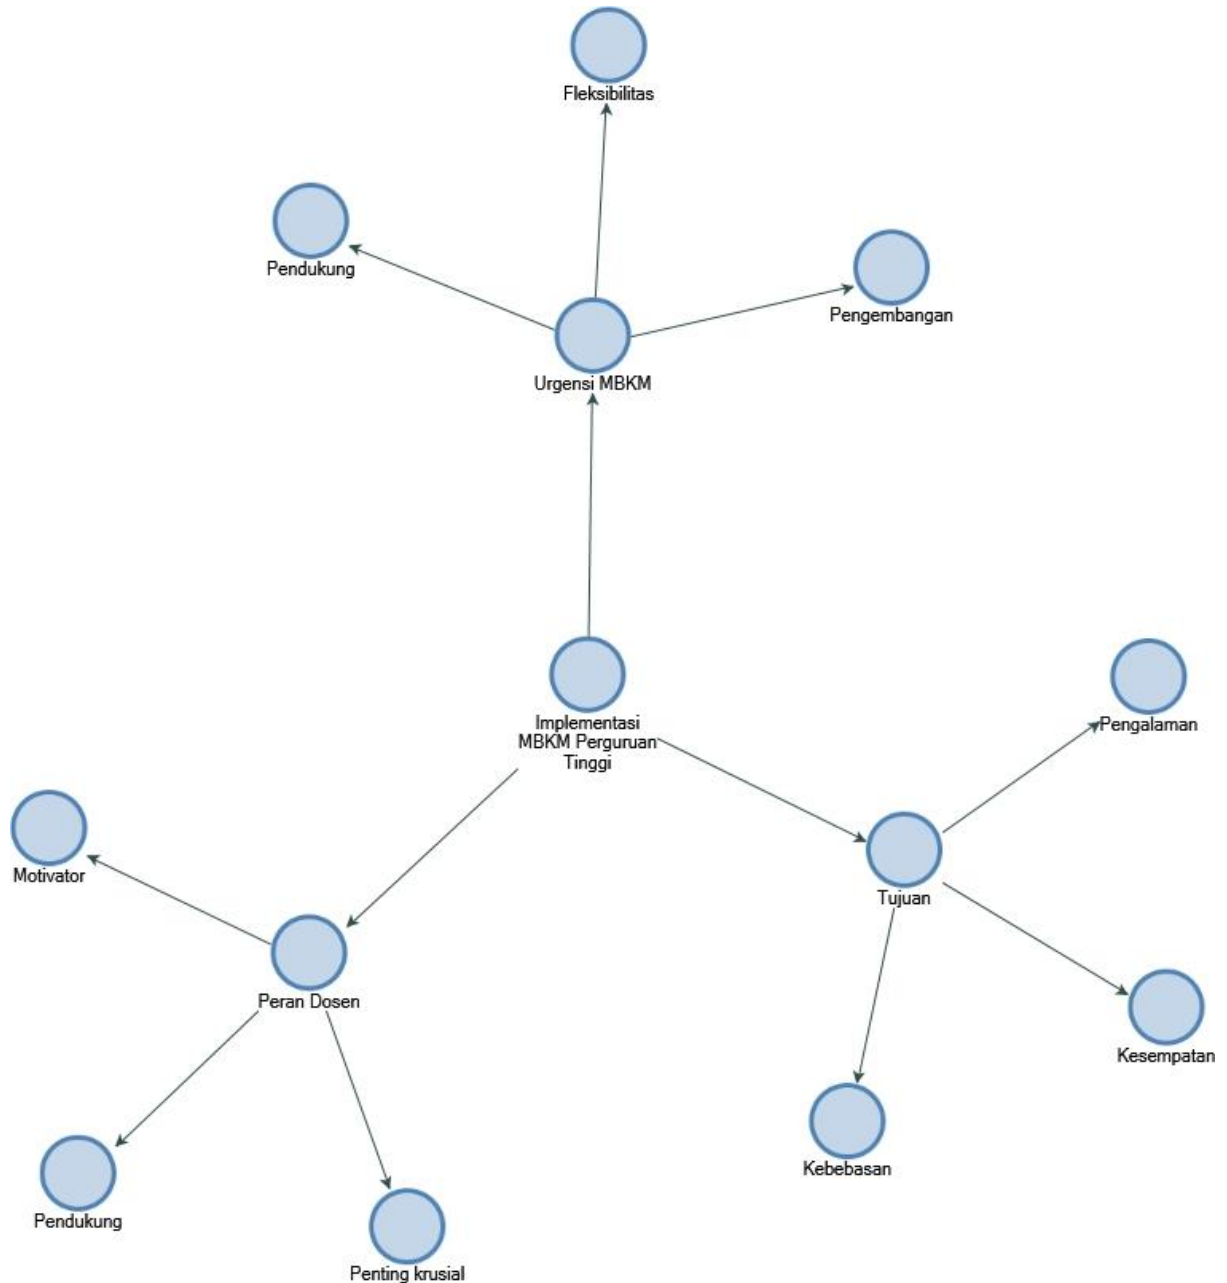 Fleksibilitas
Pendukung
Pengembangan
Urgensi MBKM
Implementasi
MBKM Perguruan
Tinggi
Pengalaman
Motivator
Tujuan
Peran Dosen
Kesempatan
Kebebasan
Pendukung
Penting krusial